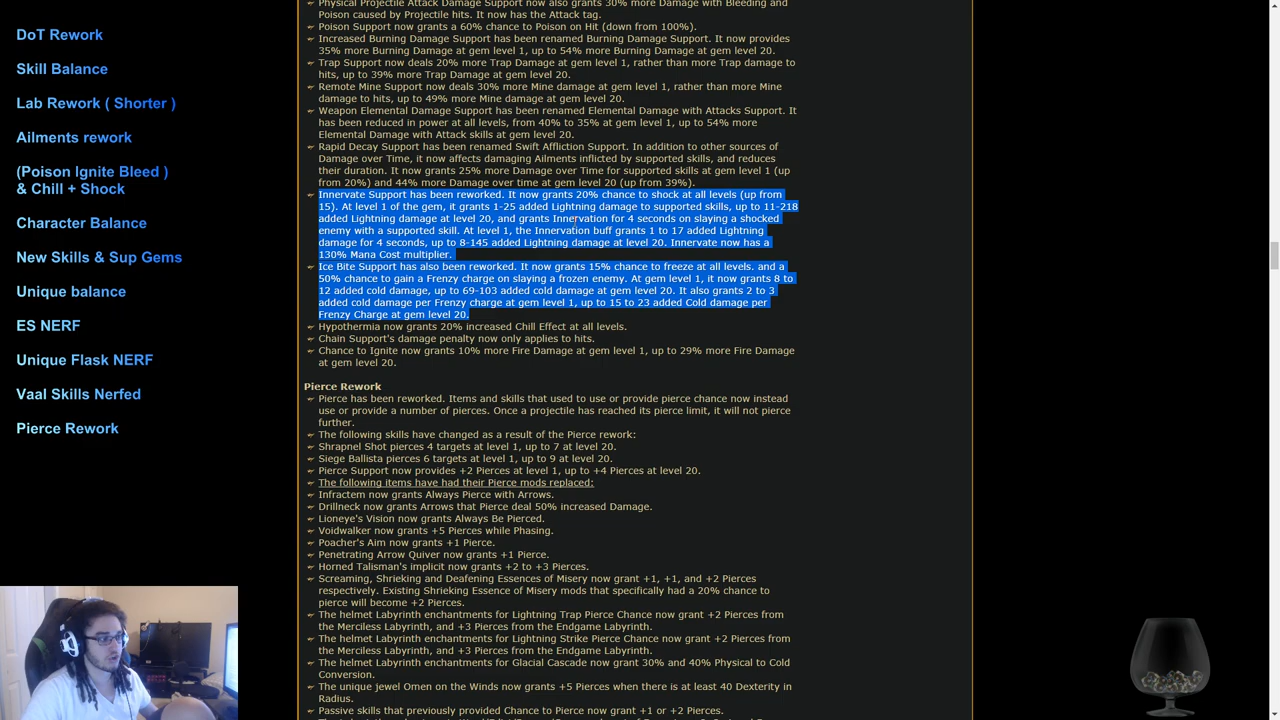 DoT Rework
Skill Balance
Lab Rework ( Shorter )
Ailments rework
(Poison Ignite Bleed )
& Chill + Shock
Character Balance
New Skills & Sup Gems
Unique balance
ES NERF
Unique Flask NERF
Vaal Skills Nerfed
Pierce Rework
Physical Projectile Attack Damage Support now also grants 30% more Damage with Bleeding and
Poison caused by Projectile hits. It now has the Attack tag.
Poison Support now grants a 60% chance to Poison on Hit (down from 100%).
Increased Burning Damage Support has been renamed Burning Damage Support. It now provides
35% more Burning Damage at gem level 1, up to 54% more Burning Damage at gem level 20.
Trap Support now deals 20% more Trap Damage at gem level 1, rather than more Trap damage to
hits, up to 39% more Trap Damage at gem level 20.
Remote Mine Support now deals 30% more Mine damage at gem level 1, rather than more Mine
damage to hits, up to 49% more Mine damage at gem level 20.
Weapon Elemental Damage Support has been renamed Elemental Damage with Attacks Support. It
has been reduced in power at all levels, from 40% to 35% at gem level 1, up to 54% more
Elemental Damage with Attack skills at gem level 20.
Rapid Decay Support has been renamed Swift Affliction Support. In addition to other sources of
Damage over Time, it now affects damaging Ailments inflicted by supported skills, and reduces
their duration. It now grants 25% more Damage over Time for supported skills at gem level 1 (up
from 20%) and 44% more Damage over time at gem level 20 (up from 39%).
Innervate Support has been reworked. It now grants 20% chance to shock at all levels (up from
15). At level 1 of the gem, it grants 1-25 added Lightning damage to supported skills, up to 11-218
added Lightning damage at level 20, and grants Innervation for 4 seconds on slaying a shocked
enemy with a supported skill. At level 1, the Innervation buff grants 1 to 17 added Lightning
damage for 4 seconds, up to 8-145 added Lightning damage at level 20. Innervate now has a
130% Mana Cost multiplier.
Ice Bite Support has also been reworked. It now grants 15% chance to freeze at all levels. and a
50% chance to gain a Frenzy charge on slaying a frozen enemy. At gem level 1, it now grants 8 to
12 added cold damage, up to 69-103 added cold damage at gem level 20. It also grants 2 to 3
added cold damage per Frenzy charge at gem level 1, up to 15 to 23 added Cold damage per
Frenzy Charge at gem level 20.
Hypothermia now grants 20% increased Chill Effect at all levels.
Chain Support's damage penalty now only applies to hits.
Chance to Ignite now grants 10% more Fire Damage at gem level 1, up to 29% more Fire Damage
at gem level 20.
Pierce Rework
Pierce has been reworked. Items and skills that used to use or provide pierce chance now instead
use or provide a number of pierces. Once a projectile has reached its pierce limit, it will not pierce
further.
The following skills have changed as a result of the Pierce rework:
Shrapnel Shot pierces 4 targets at level 1, up to 7 at level 20.
Siege Ballista pierces 6 targets at level 1, up to 9 at level 20.
Pierce Support now provides +2 Pierces at level 1, up to +4 Pierces at level 20.
The following items have had their Pierce mods replaced:
Infractem now grants Always Pierce with Arrows.
Drillneck now grants Arrows that Pierce deal 50% increased Damage.
Lioneye's Vision now grants Always Be Pierced.
Voidwalker now grants +5 Pierces while Phasing.
Poacher's Aim now grants +1 Pierce.
Penetrating Arrow Quiver now grants +1 Pierce.
Horned Talisman's implicit now grants +2 to +3 Pierces.
Screaming, Shrieking and Deafening Essences of Misery now grant +1, +1, and +2 Pierces
respectively. Existing Shrieking Essence of Misery mods that specifically had a 20% chance to
pierce will become +2 Pierces.
The helmet Labyrinth enchantments for Lightning Trap Pierce Chance now grant +2 Pierces from
the Merciless Labyrinth, and +3 Pierces from the Endgame Labyrinth.
The helmet Labyrinth enchantments for Lightning Strike Pierce Chance now grant +2 Pierces from
the Merciless Labyrinth, and +3 Pierces from the Endgame Labyrinth.
The helmet Labyrinth enchantments for Glacial Cascade now grant 30% and 40% Physical to Cold
Conversion.
The unique jewel Omen on the Winds now grants +5 Pierces when there is at least 40 Dexterity in
Radius.
Passive skills that previously provided Chance to Pierce now grant +1 or +2 Pierces.